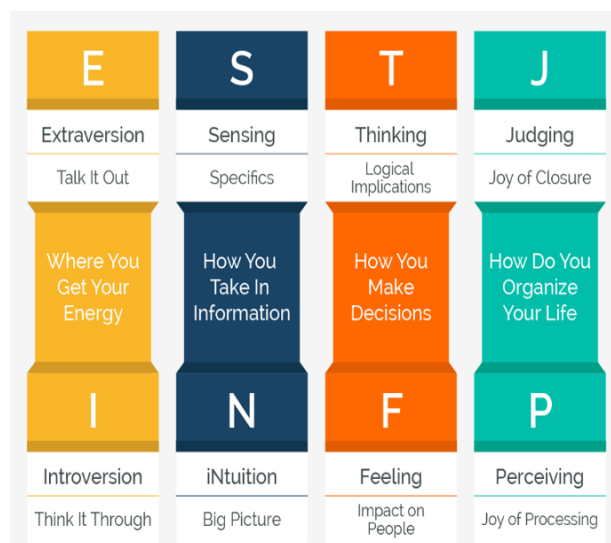 E S T J
Extraversion Sensing Thinking Judging
Talk It Out Specifics Logical Implications Joy of Closure
Where You Get Your Energy
How You Take In Information
How You Make Decisions
How Do You Organize Your Life
I N F P
Introversion iNtuition Feeling Perceiving
Think It Through Big Picture Impact on People Joy of Processing